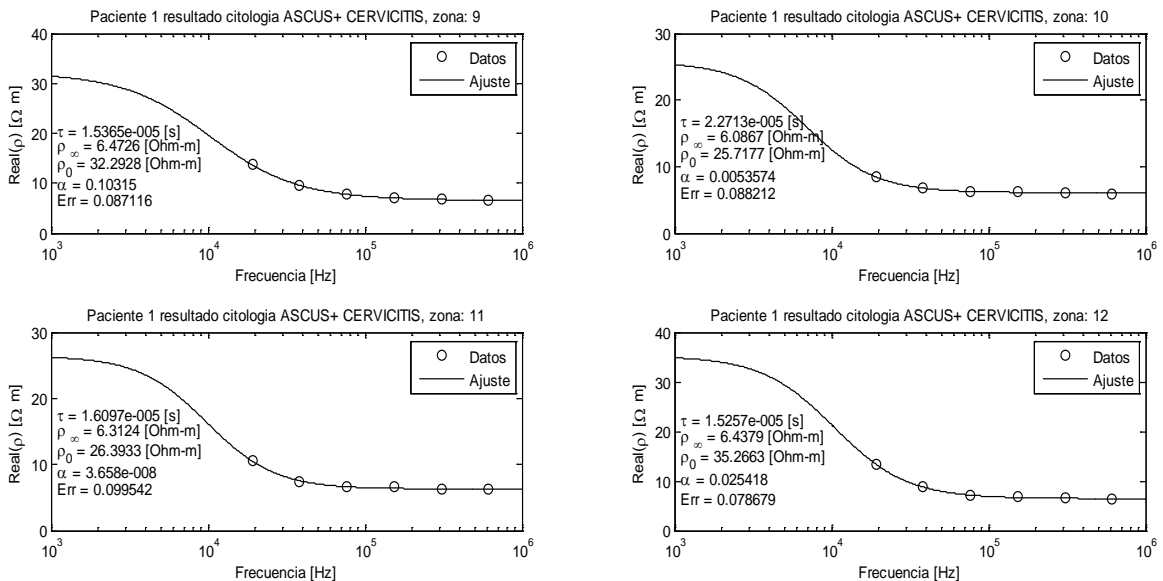 Paciente 1 resultado citologia ASCUS+ CERVICITIS, zona: 9
40
30
20
10
0
Real(ρ) [Ω m]
Datos
Ajuste
τ = 1.5365e-005 [s]
ρ∞ = 6.4726 [Ohm-m]
ρ0 = 32.2928 [Ohm-m]
α = 0.10315
Err = 0.087116
10^3 10^4 10^5 10^6
Frecuencia [Hz]
Paciente 1 resultado citologia ASCUS+ CERVICITIS, zona: 10
30
20
10
0
Real(ρ) [Ω m]
Datos
Ajuste
τ = 2.2713e-005 [s]
ρ∞ = 6.0867 [Ohm-m]
ρ0 = 25.7177 [Ohm-m]
α = 0.0053574
Err = 0.088212
10^3 10^4 10^5 10^6
Frecuencia [Hz]
Paciente 1 resultado citologia ASCUS+ CERVICITIS, zona: 11
30
20
10
0
Real(ρ) [Ω m]
Datos
Ajuste
τ = 1.6097e-005 [s]
ρ∞ = 6.3124 [Ohm-m]
ρ0 = 26.3933 [Ohm-m]
α = 3.658e-008
Err = 0.099542
10^3 10^4 10^5 10^6
Frecuencia [Hz]
Paciente 1 resultado citologia ASCUS+ CERVICITIS, zona: 12
40
30
20
10
0
Real(ρ) [Ω m]
Datos
Ajuste
τ = 1.5257e-005 [s]
ρ∞ = 6.4379 [Ohm-m]
ρ0 = 35.2663 [Ohm-m]
α = 0.025418
Err = 0.078679
10^3 10^4 10^5 10^6
Frecuencia [Hz]